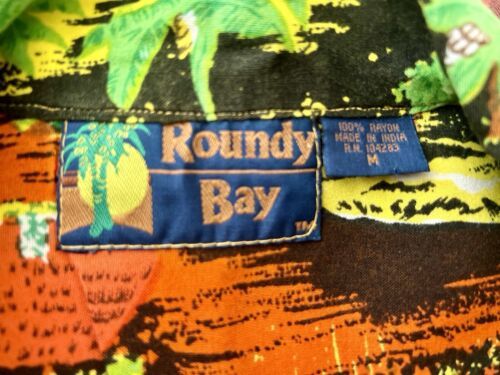 Roundy
Bay
TM
100% RAYON
MADE IN INDIA
R.N. 104283
M